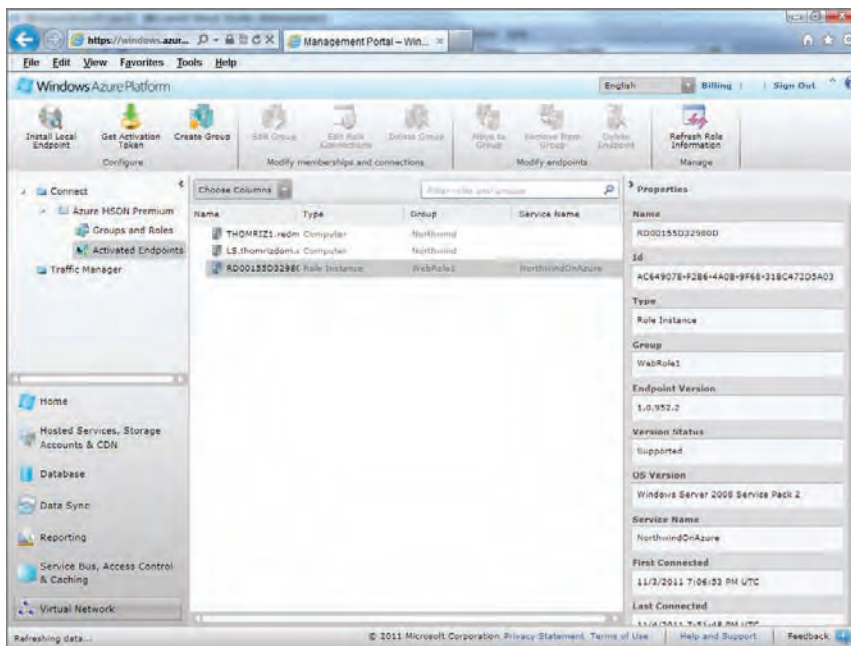 https://windows.azur...
Management Portal – Win...
File Edit View Favorites Tools Help
Windows Azure Platform
English
Billing
Sign Out
Install Local Endpoint
Get Activation Token
Create Group
Edit Group
Edit Role Connections
Delete Group
Move to Group
Remove from Group
Delete Endpoint
Refresh Role Information
Configure
Modify memberships and connections
Modify endpoints
Manage
Connect
Azure HSDN Premium
Groups and Roles
Activated Endpoints
Traffic Manager
Choose Columns
Filter roles and groups
Name Type Group Service Name
THOMRIZ1.redm Computer Northwind
LS.thomrizdom.c Computer Northwind
RD00155D32980 Role Instance WebRole1 NorthwindOnAzure
Properties
Name
RD00155D32980D
Id
AC64907B-F2B6-4A0B-9F68-31BC472D5A03
Type
Role Instance
Group
WebRole1
Endpoint Version
1.0.952.2
Version Status
Supported
OS Version
Windows Server 2008 Service Pack 2
Service Name
NorthwindOnAzure
First Connected
11/3/2011 7:06:53 PM UTC
Last Connected
Home
Hosted Services, Storage
Accounts & CDN
Database
Data Sync
Reporting
Service Bus, Access Control
& Caching
Virtual Network
Refreshing data...
© 2011 Microsoft Corporation Privacy Statement Terms of Use
Help and Support
Feedback